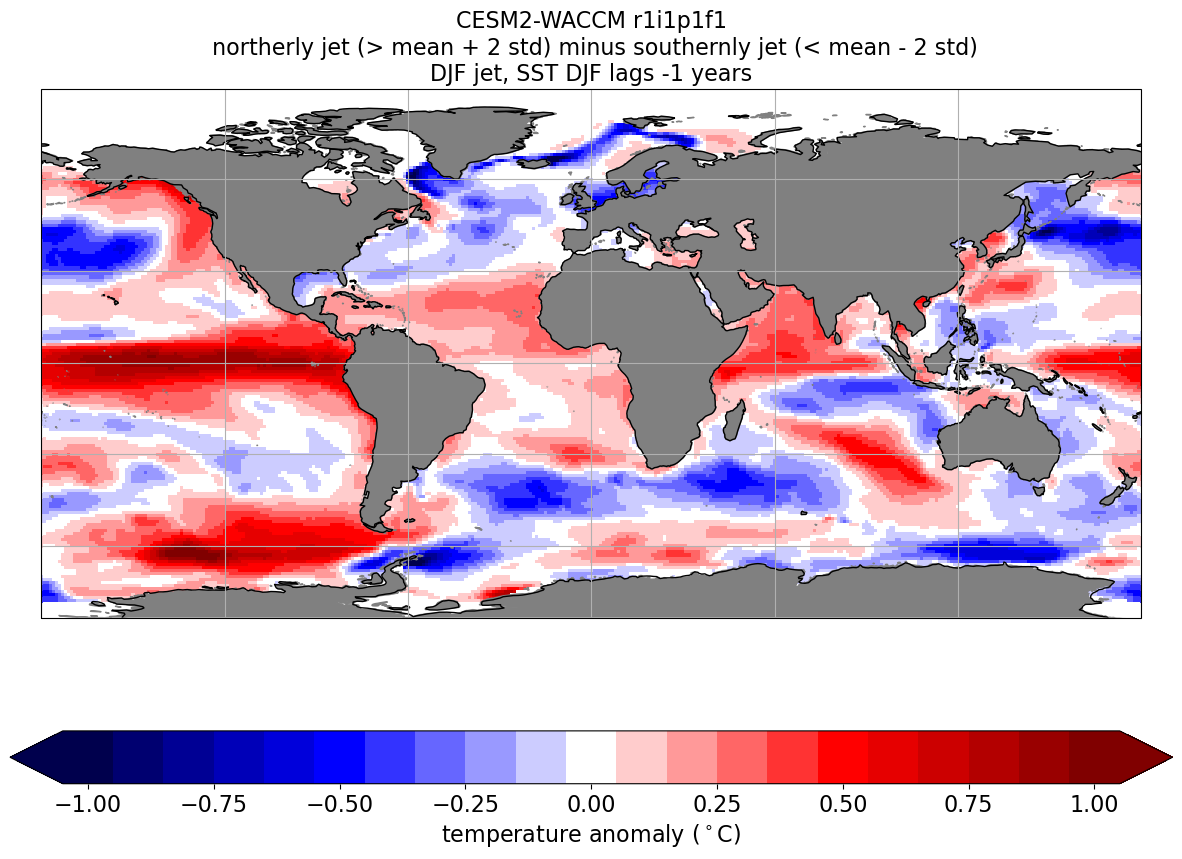 CESM2-WACCM r1i1p1f1
northerly jet (> mean + 2 std) minus southernly jet (< mean - 2 std)
DJF jet, SST DJF lags -1 years
−1.00 −0.75 −0.50 −0.25 0.00 0.25 0.50 0.75 1.00
temperature anomaly (°C)